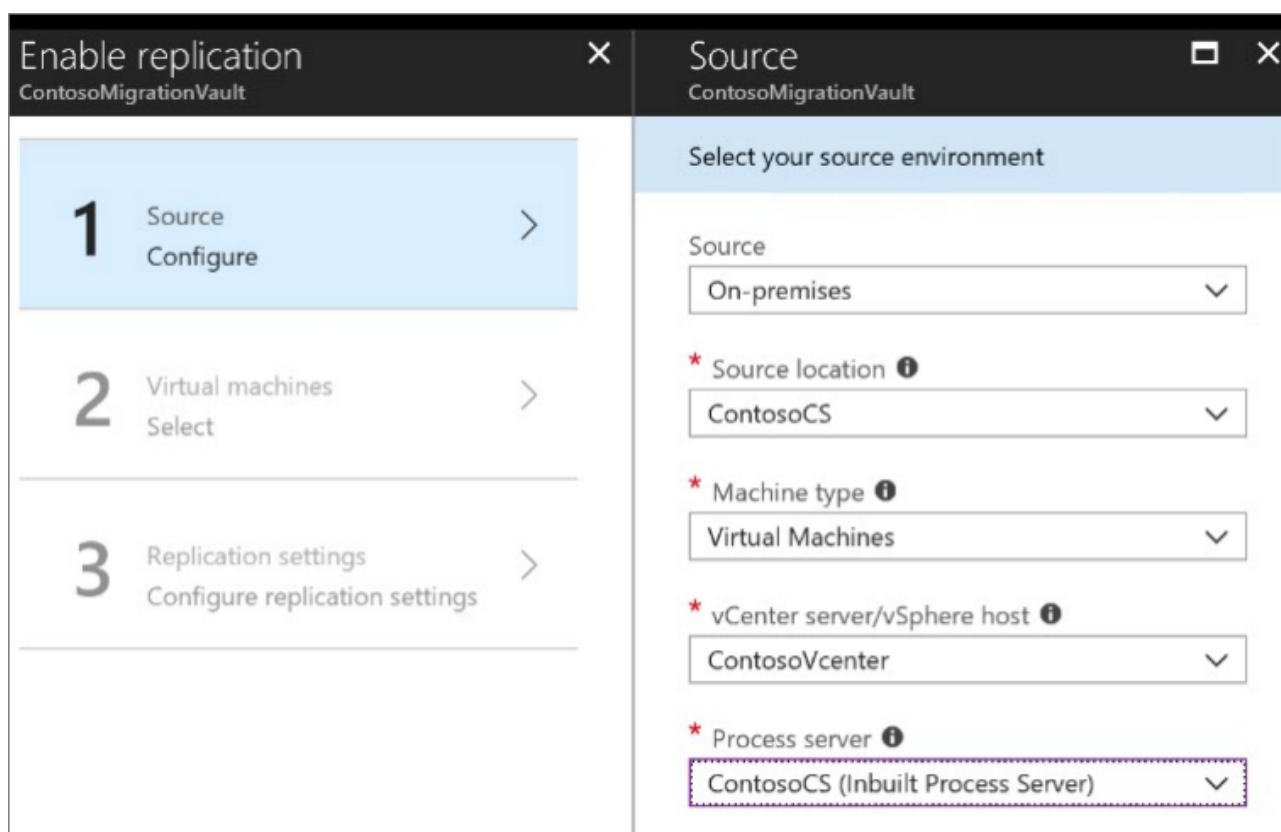 Enable replication
ContosoMigrationVault
1
Source
Configure
2
Virtual machines
Select
3
Replication settings
Configure replication settings
Source
ContosoMigrationVault
Select your source environment
Source
On-premises
* Source location
ContosoCS
* Machine type
Virtual Machines
* vCenter server/vSphere host
ContosoVcenter
* Process server
ContosoCS (Inbuilt Process Server)